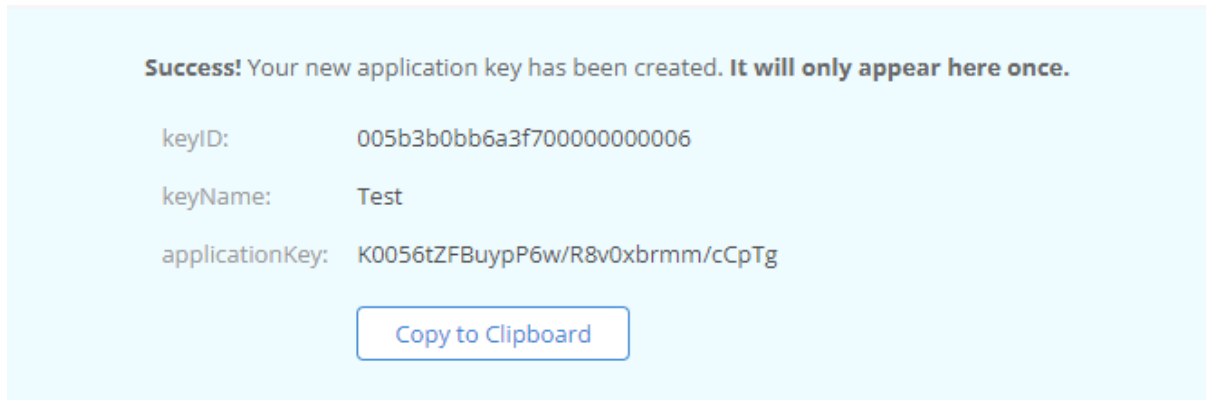 Success! Your new application key has been created. It will only appear here once.
keyID: 005b3b0bb6a3f700000000006
keyName: Test
applicationKey: K0056tZFBuypP6w/R8v0xbrmm/cCpTg
Copy to Clipboard